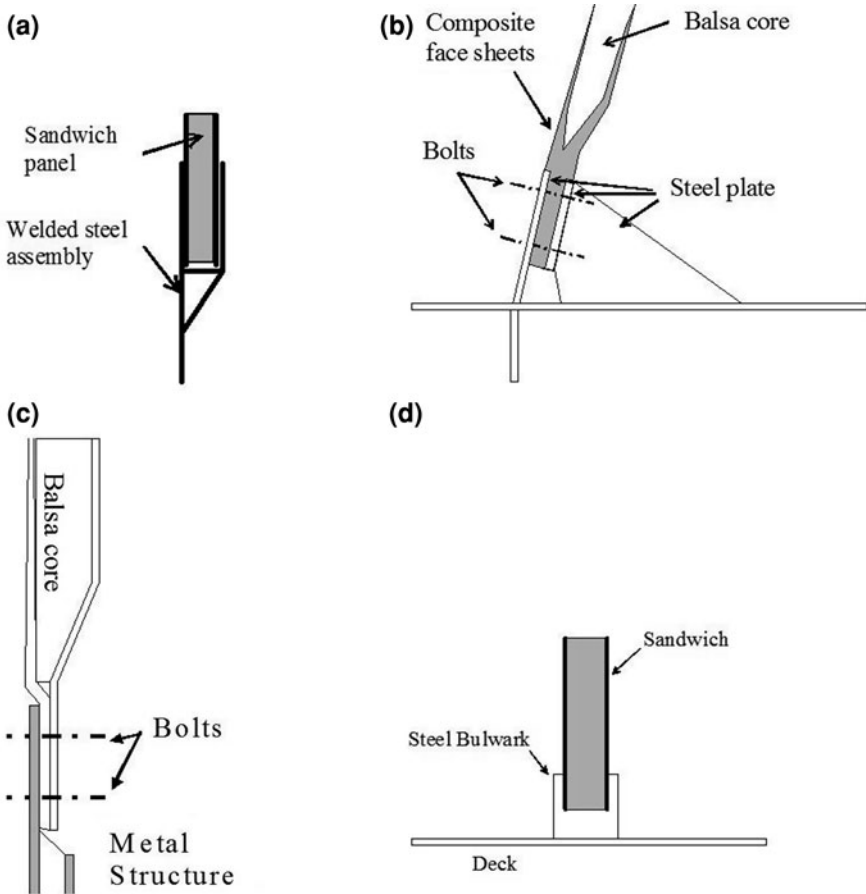 (a)
Sandwich
panel
Welded steel
assembly
(b)
Composite
face sheets
Balsa core
Bolts
Steel plate
(c)
Balsa core
Bolts
Metal
Structure
(d)
Sandwich
Steel Bulwark
Deck